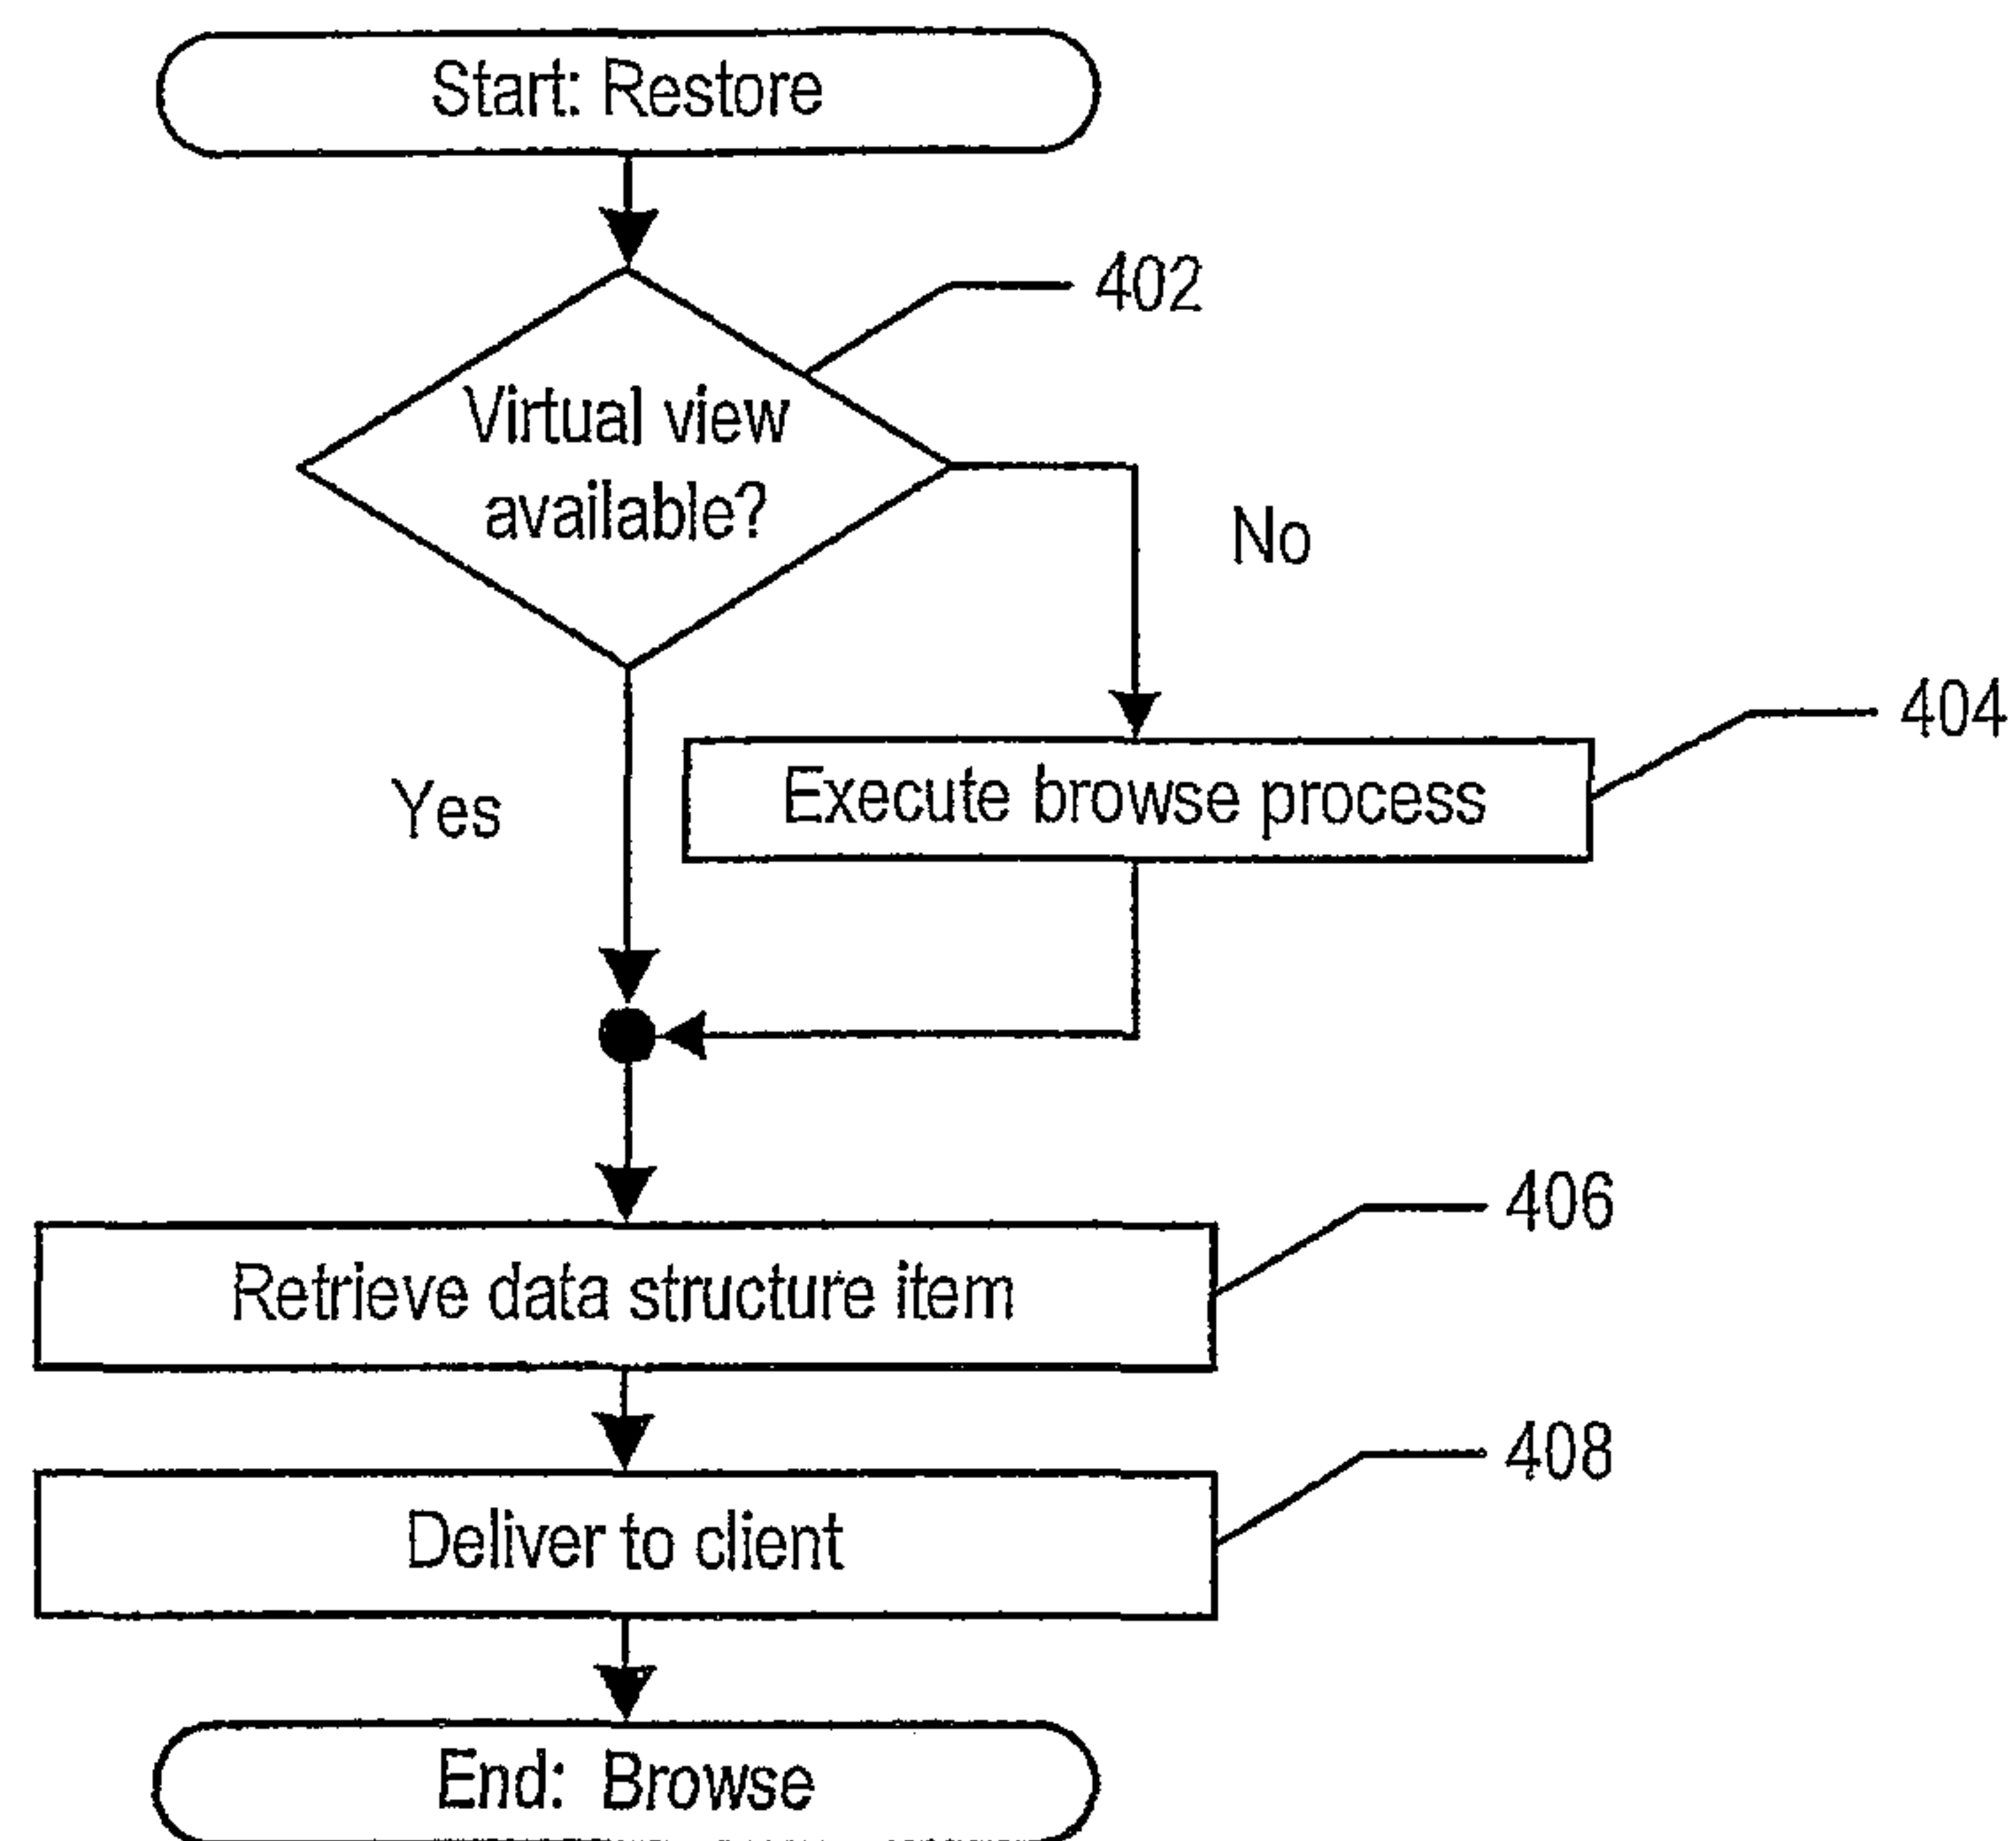 Start: Restore
402
Virtual view
available?
No
404
Execute browse process
Yes
406
Retrieve data structure item
408
Deliver to client
End: Browse